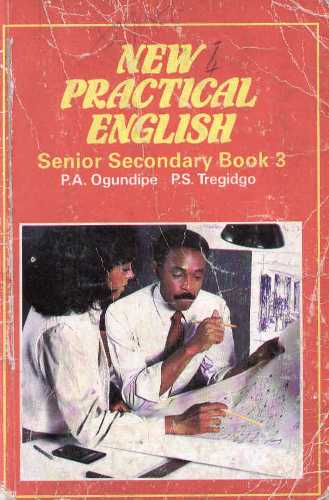 NEW
PRACTICAL
ENGLISH
Senior Secondary Book 3
P.A. Ogundipe P.S. Tregidgo